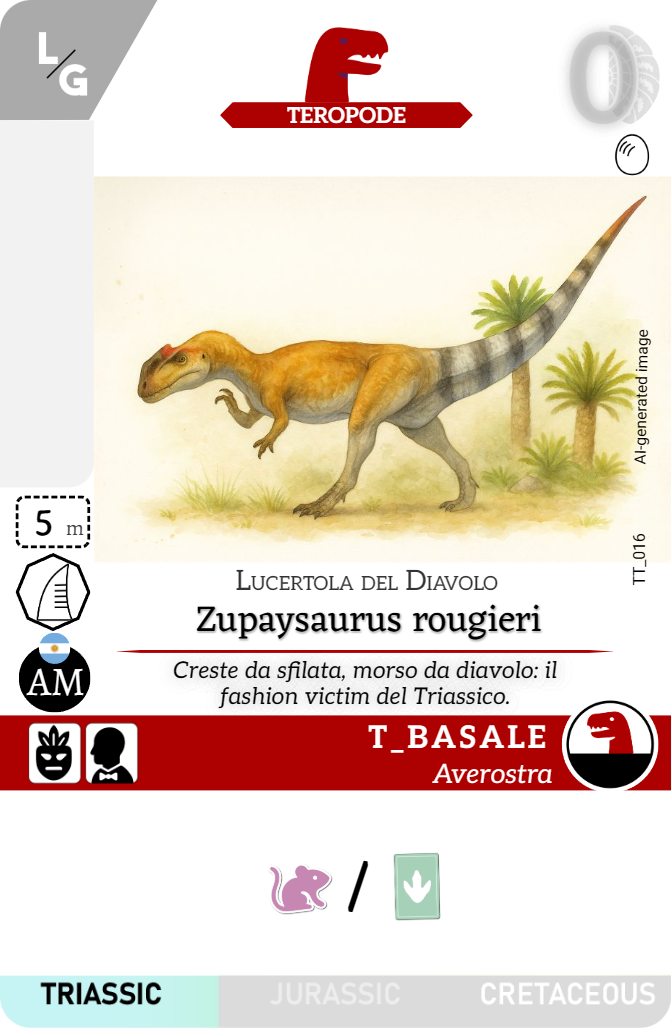 L/G
TEROPODE
0
AI-generated image
TT_016
5 m
AM
Lucertola del Diavolo
Zupaysaurus rougieri
Creste da sfilata, morso da diavolo: il
fashion victim del Triassico.
T_BASALE
Averostra
/
TRIASSIC
JURASSIC
CRETACEOUS